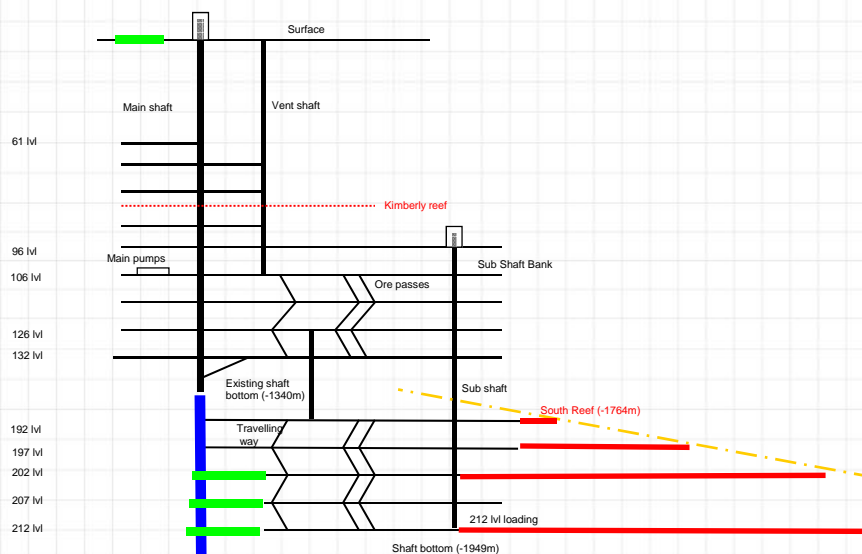 Surface
Main shaft
Vent shaft
61 lvl
Kimberly reef
96 lvl
Main pumps
Sub Shaft Bank
106 lvl
Ore passes
126 lvl
132 lvl
Existing shaft
bottom (-1340m)
Sub shaft
South Reef (-1764m)
192 lvl
Travelling
way
197 lvl
202 lvl
207 lvl
212 lvl loading
212 lvl
Shaft bottom (-1949m)